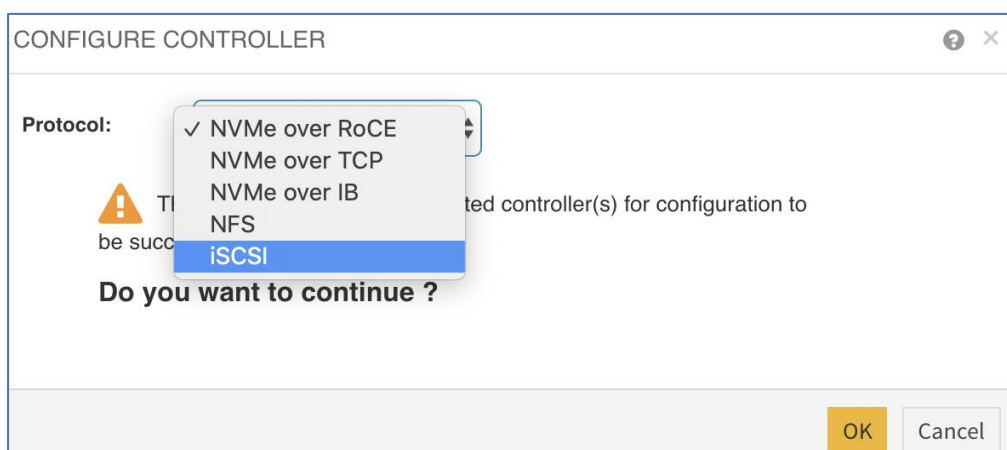 CONFIGURE CONTROLLER
Protocol:
✓ NVMe over RoCE
NVMe over TCP
NVMe over IB
NFS
iSCSI
ted controller(s) for configuration to
be succ
Do you want to continue ?
OK Cancel